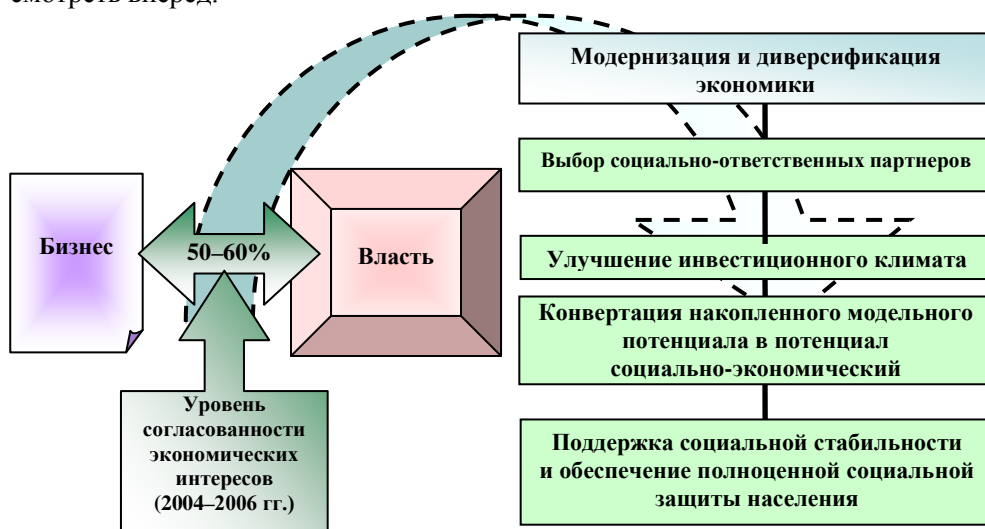 смотреть вперед.
Модернизация и диверсификация
экономики
Выбор социально-ответственных партнеров
Бизнес
50–60%
Власть
Улучшение инвестиционного климата
Конвертация накопленного модельного
потенциала в потенциал
социально-экономический
Уровень
согласованности
экономических
интересов
(2004–2006 гг.)
Поддержка социальной стабильности
и обеспечение полноценной социальной
защиты населения